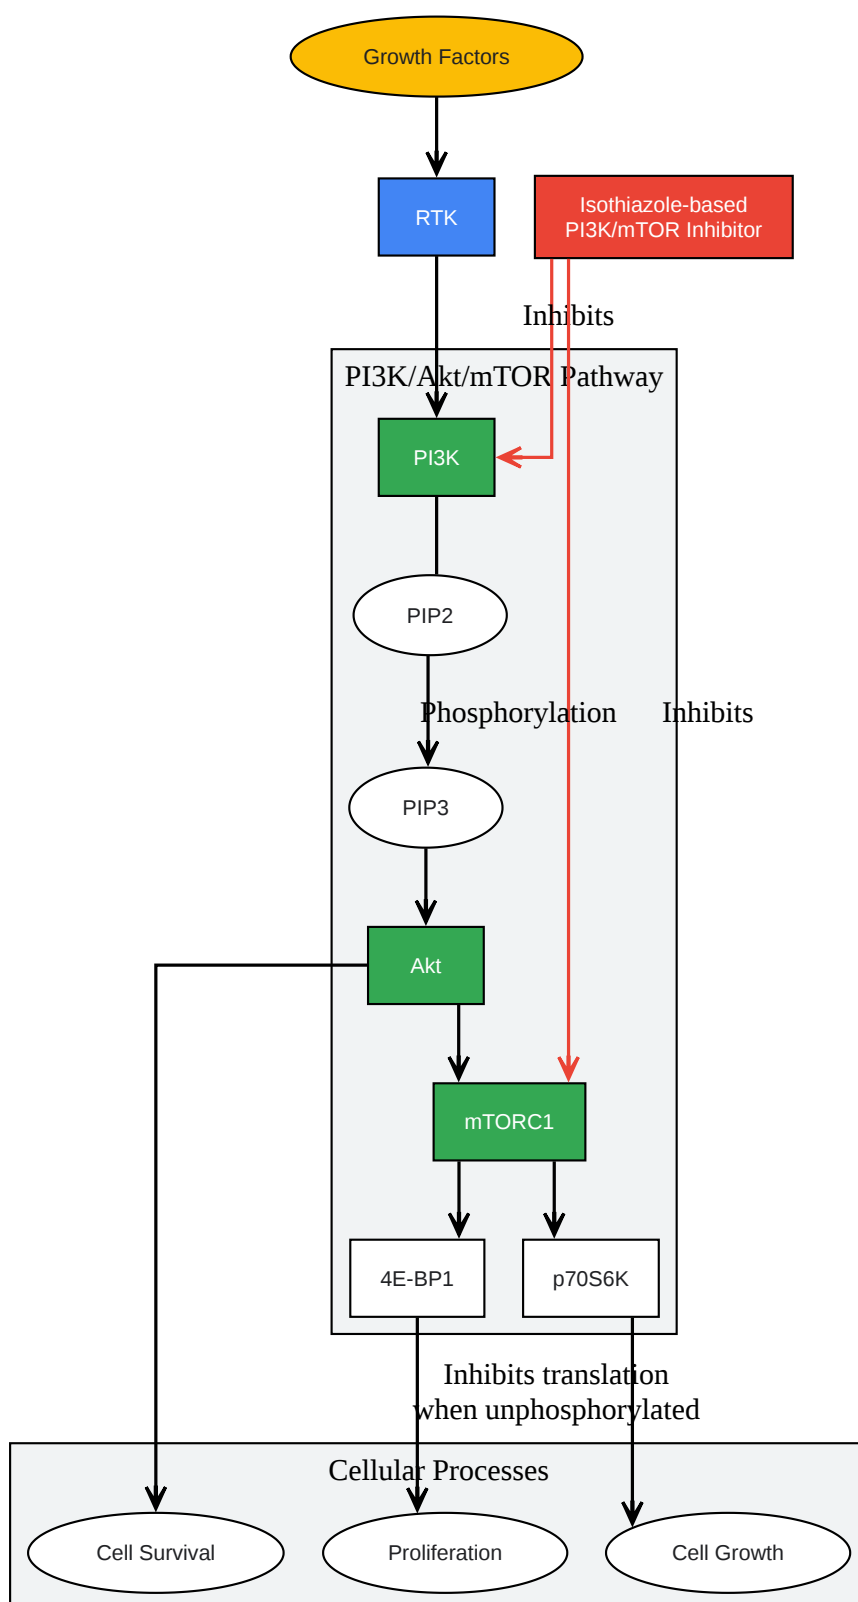 Growth Factors
RTK
Isothiazole-based
PI3K/mTOR Inhibitor
Inhibits
PI3K/Akt/mTOR Pathway
PI3K
PIP2
Phosphorylation
Inhibits
PIP3
Akt
mTORC1
4E-BP1
p70S6K
Inhibits translation
when unphosphorylated
Cellular Processes
Cell Survival
Proliferation
Cell Growth